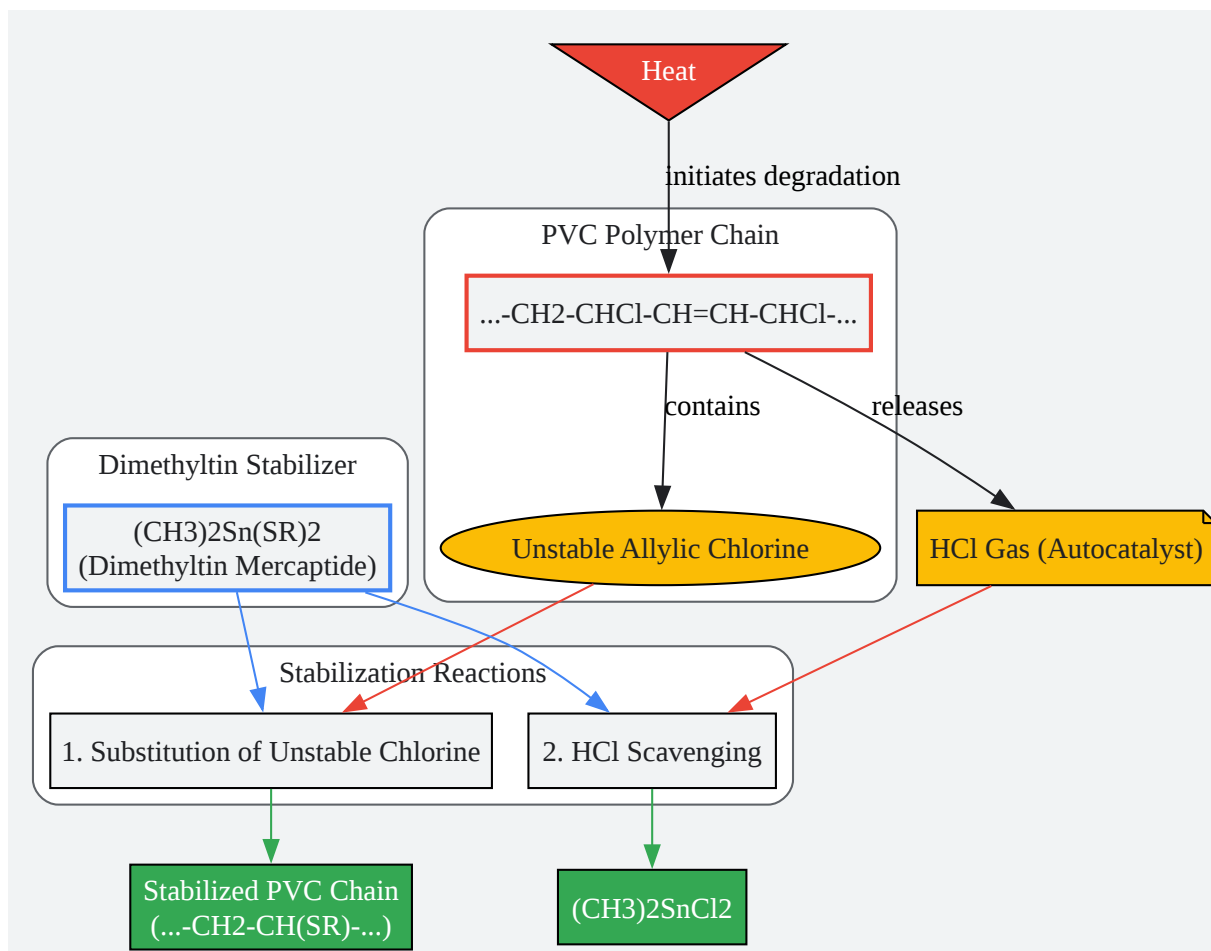 Heat
initiates degradation
PVC Polymer Chain
...-CH2-CHCl-CH=CH-CHCl-...
contains
releases
Dimethyltin Stabilizer
(CH3)2Sn(SR)2
(Dimethyltin Mercaptide)
Unstable Allylic Chlorine
HCl Gas (Autocatalyst)
Stabilization Reactions
1. Substitution of Unstable Chlorine
2. HCl Scavenging
Stabilized PVC Chain
(...-CH2-CH(SR)-...)
(CH3)2SnCl2